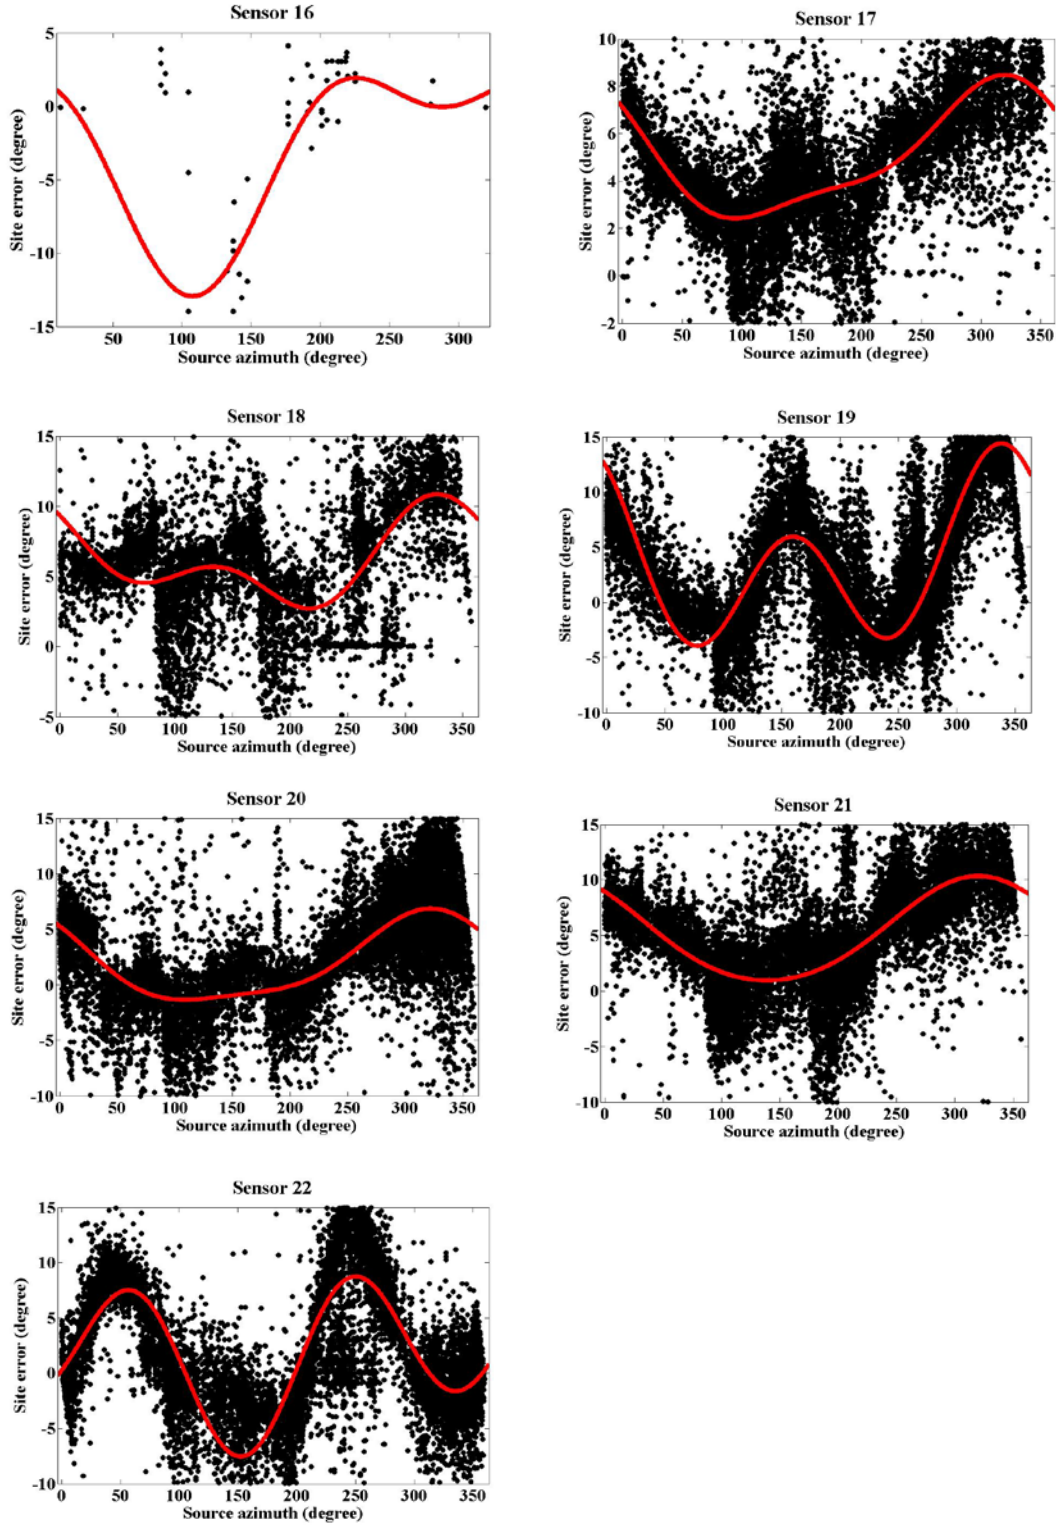 Sensor 16
5
0
-5
-10
-15
Site error (degree)
50 100 150 200 250 300
Source azimuth (degree)
Sensor 17
10
8
6
4
2
0
-2
Site error (degree)
0 50 100 150 200 250 300 350
Source azimuth (degree)
Sensor 18
15
10
5
0
-5
Site error (degree)
0 50 100 150 200 250 300 350
Source azimuth (degree)
Sensor 19
15
10
5
0
-5
-10
Site error (degree)
0 50 100 150 200 250 300 350
Source azimuth (degree)
Sensor 20
15
10
5
0
-5
-10
Site error (degree)
0 50 100 150 200 250 300 350
Source azimuth (degree)
Sensor 21
15
10
5
0
-5
-10
Site error (degree)
0 50 100 150 200 250 300 350
Source azimuth (degree)
Sensor 22
15
10
5
0
-5
-10
Site error (degree)
0 50 100 150 200 250 300 350
Source azimuth (degree)